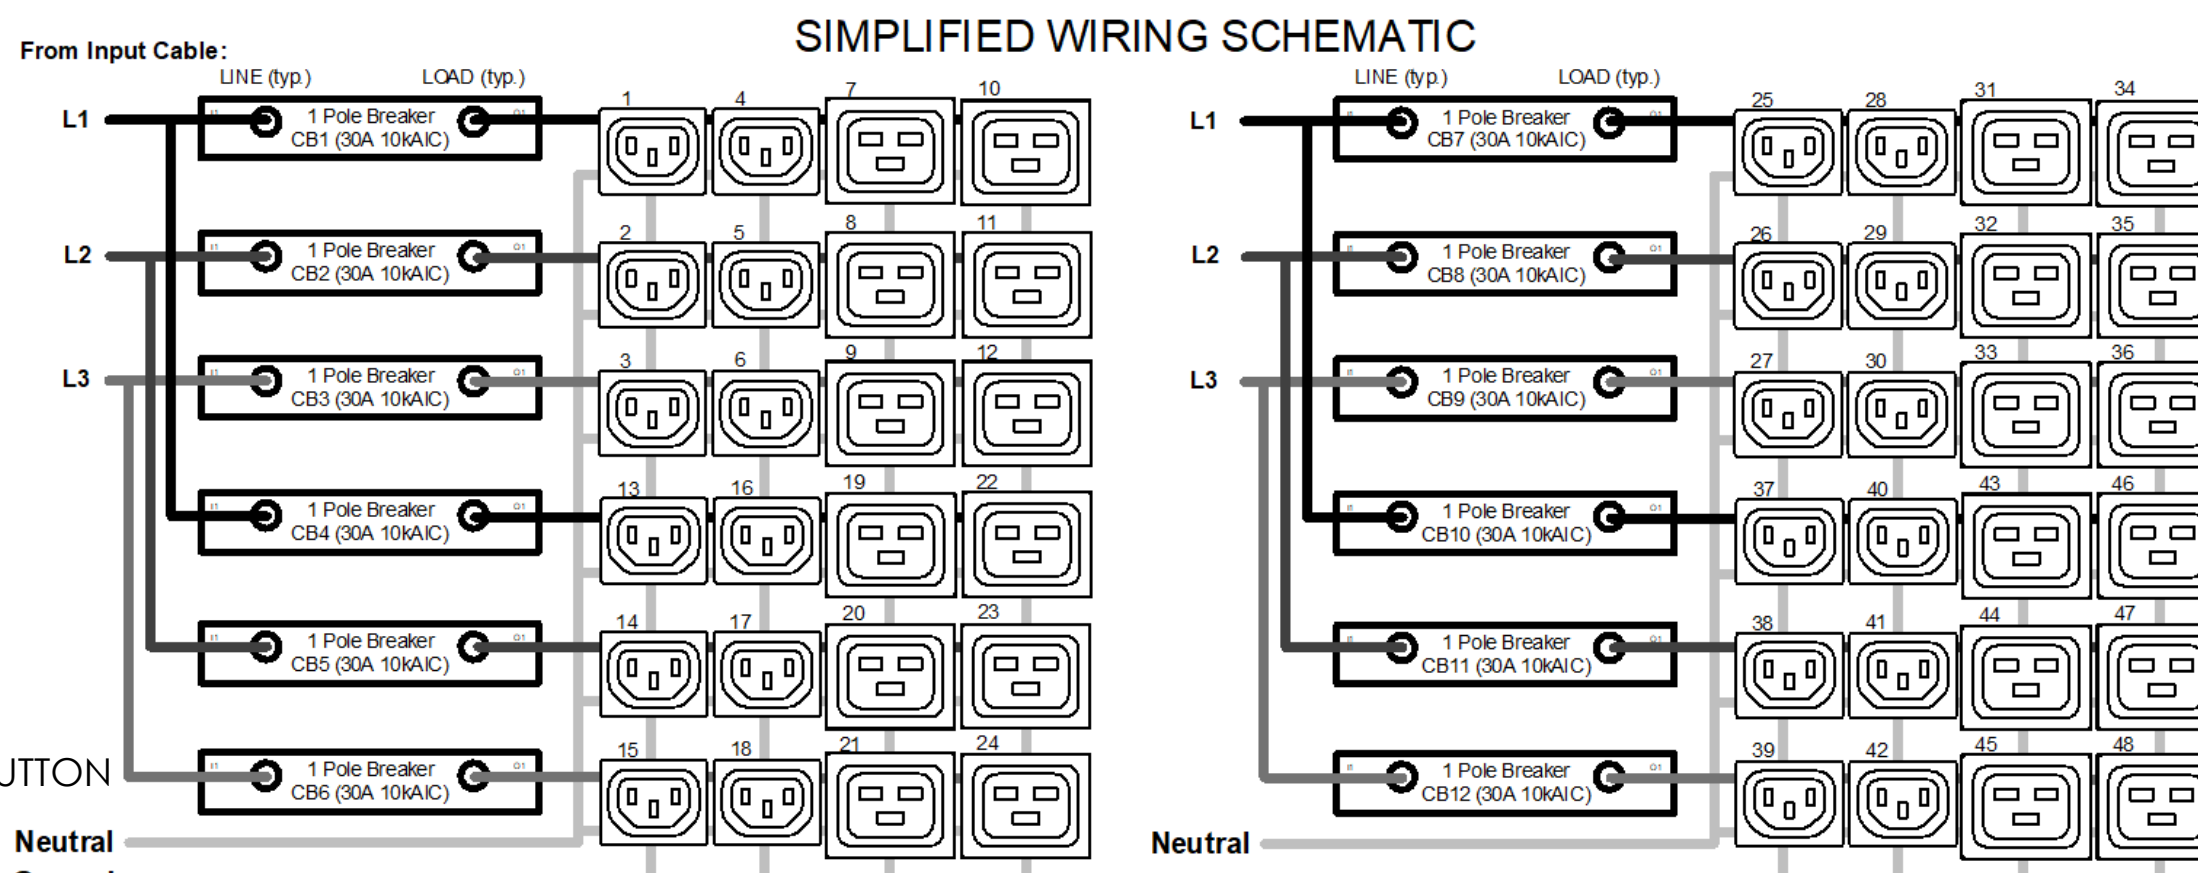 SIMPLIFIED WIRING SCHEMATIC
From Input Cable:
LINE (typ.) LOAD (typ.)
L1
1 Pole Breaker
CB1 (30A 10kAIC)
1 4 7 10
L2
1 Pole Breaker
CB2 (30A 10kAIC)
2 5 8 11
L3
1 Pole Breaker
CB3 (30A 10kAIC)
3 6 9 12
1 Pole Breaker
CB4 (30A 10kAIC)
13 16 19 22
1 Pole Breaker
CB5 (30A 10kAIC)
14 17 20 23
UTTON
1 Pole Breaker
CB6 (30A 10kAIC)
15 18 21 24
Neutral
LINE (typ.) LOAD (typ.)
L1
1 Pole Breaker
CB7 (30A 10kAIC)
25 28 31 34
L2
1 Pole Breaker
CB8 (30A 10kAIC)
26 29 32 35
L3
1 Pole Breaker
CB9 (30A 10kAIC)
27 30 33 36
1 Pole Breaker
CB10 (30A 10kAIC)
37 40 43 46
1 Pole Breaker
CB11 (30A 10kAIC)
38 41 44 47
1 Pole Breaker
CB12 (30A 10kAIC)
39 42 45 48
Neutral